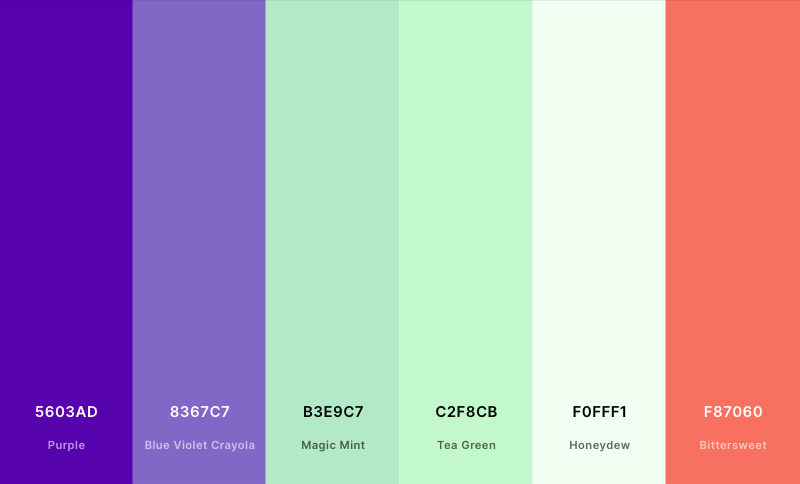 5603AD
Purple
8367C7
Blue Violet Crayola
B3E9C7
Magic Mint
C2F8CB
Tea Green
F0FFF1
Honeydew
F87060
Bittersweet